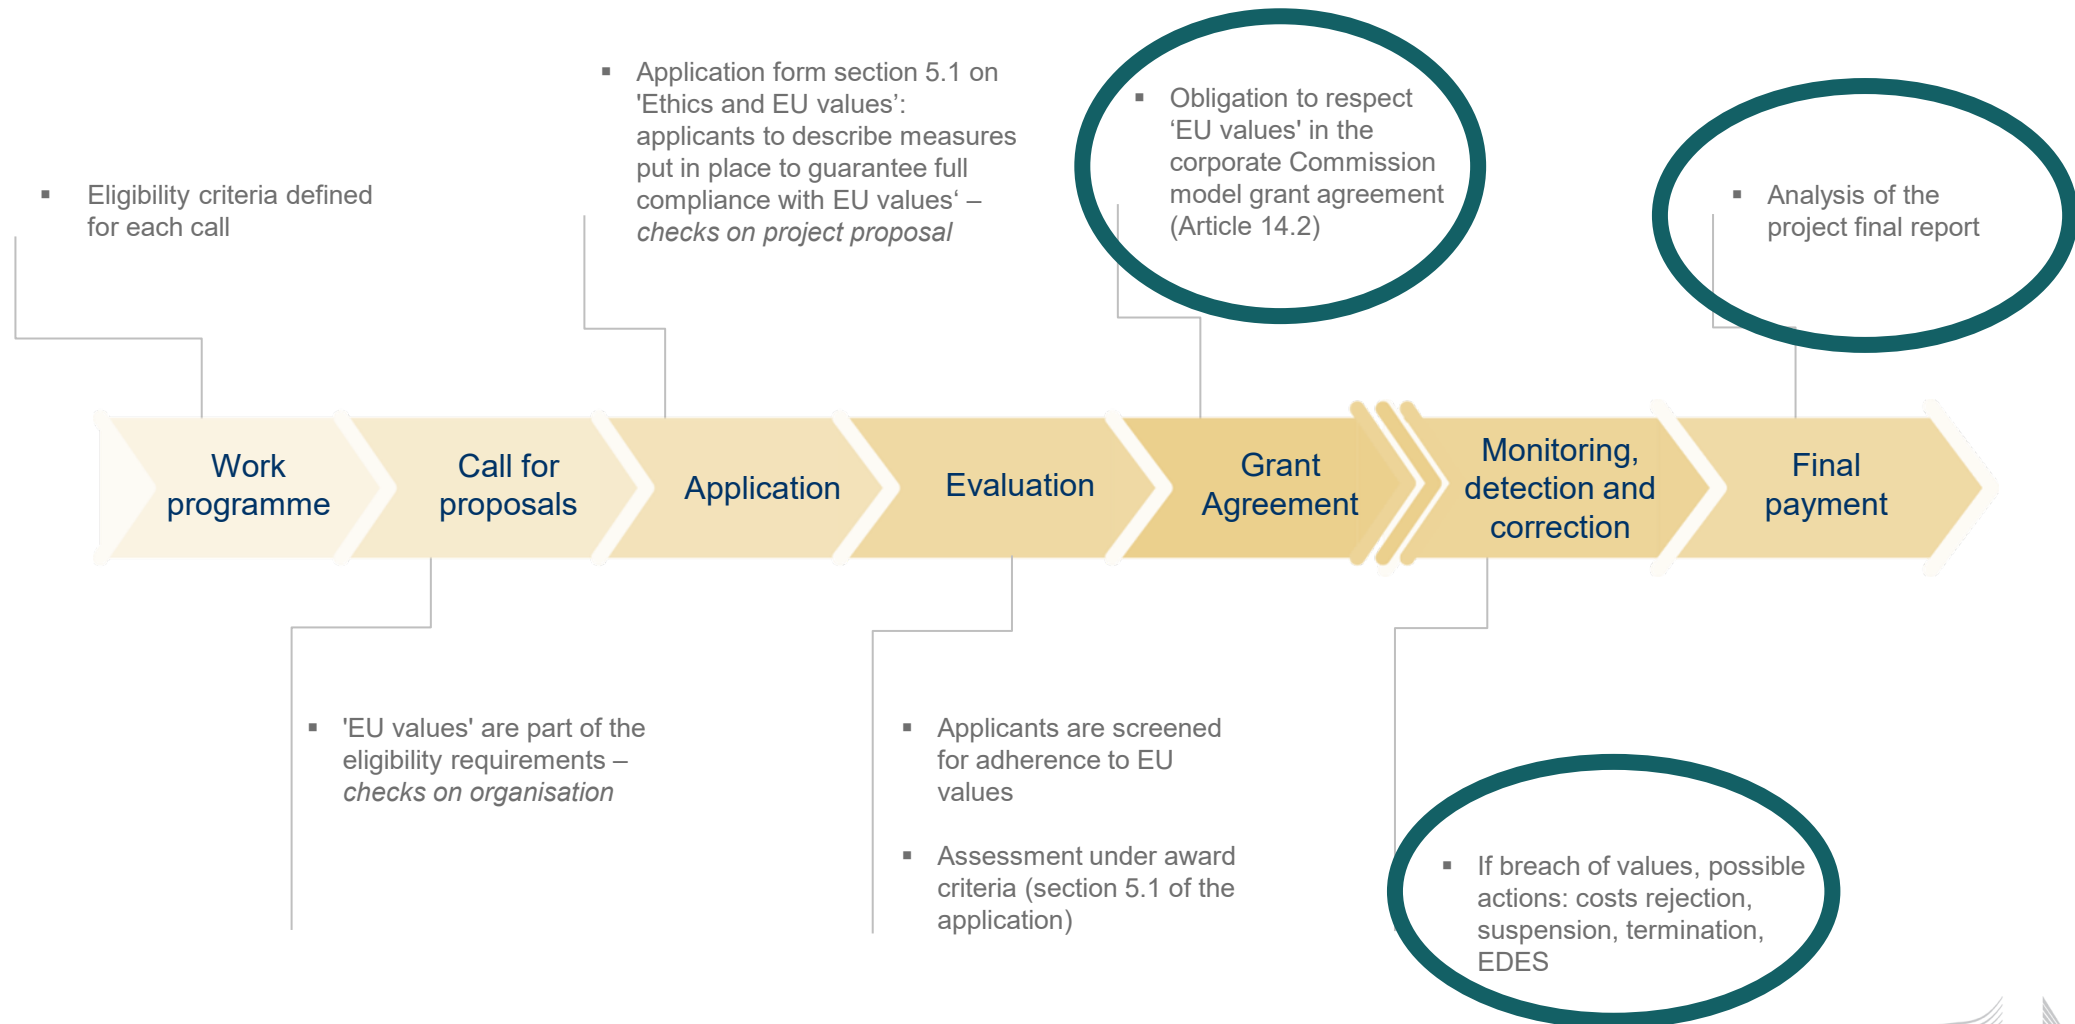 ▪ Application form section 5.1 on
'Ethics and EU values’:
applicants to describe measures
put in place to guarantee full
compliance with EU values‘ –
checks on project proposal
▪ Obligation to respect
‘EU values' in the
corporate Commission
model grant agreement
(Article 14.2)
▪ Eligibility criteria defined
for each call
▪ Analysis of the
project final report
Work
programme
Call for
proposals
Application
Evaluation
Grant
Agreement
Monitoring,
detection and
correction
Final
payment
▪ 'EU values' are part of the
eligibility requirements –
checks on organisation
▪ Applicants are screened
for adherence to EU
values
▪ Assessment under award
criteria (section 5.1 of the
application)
▪ If breach of values, possible
actions: costs rejection,
suspension, termination,
EDES